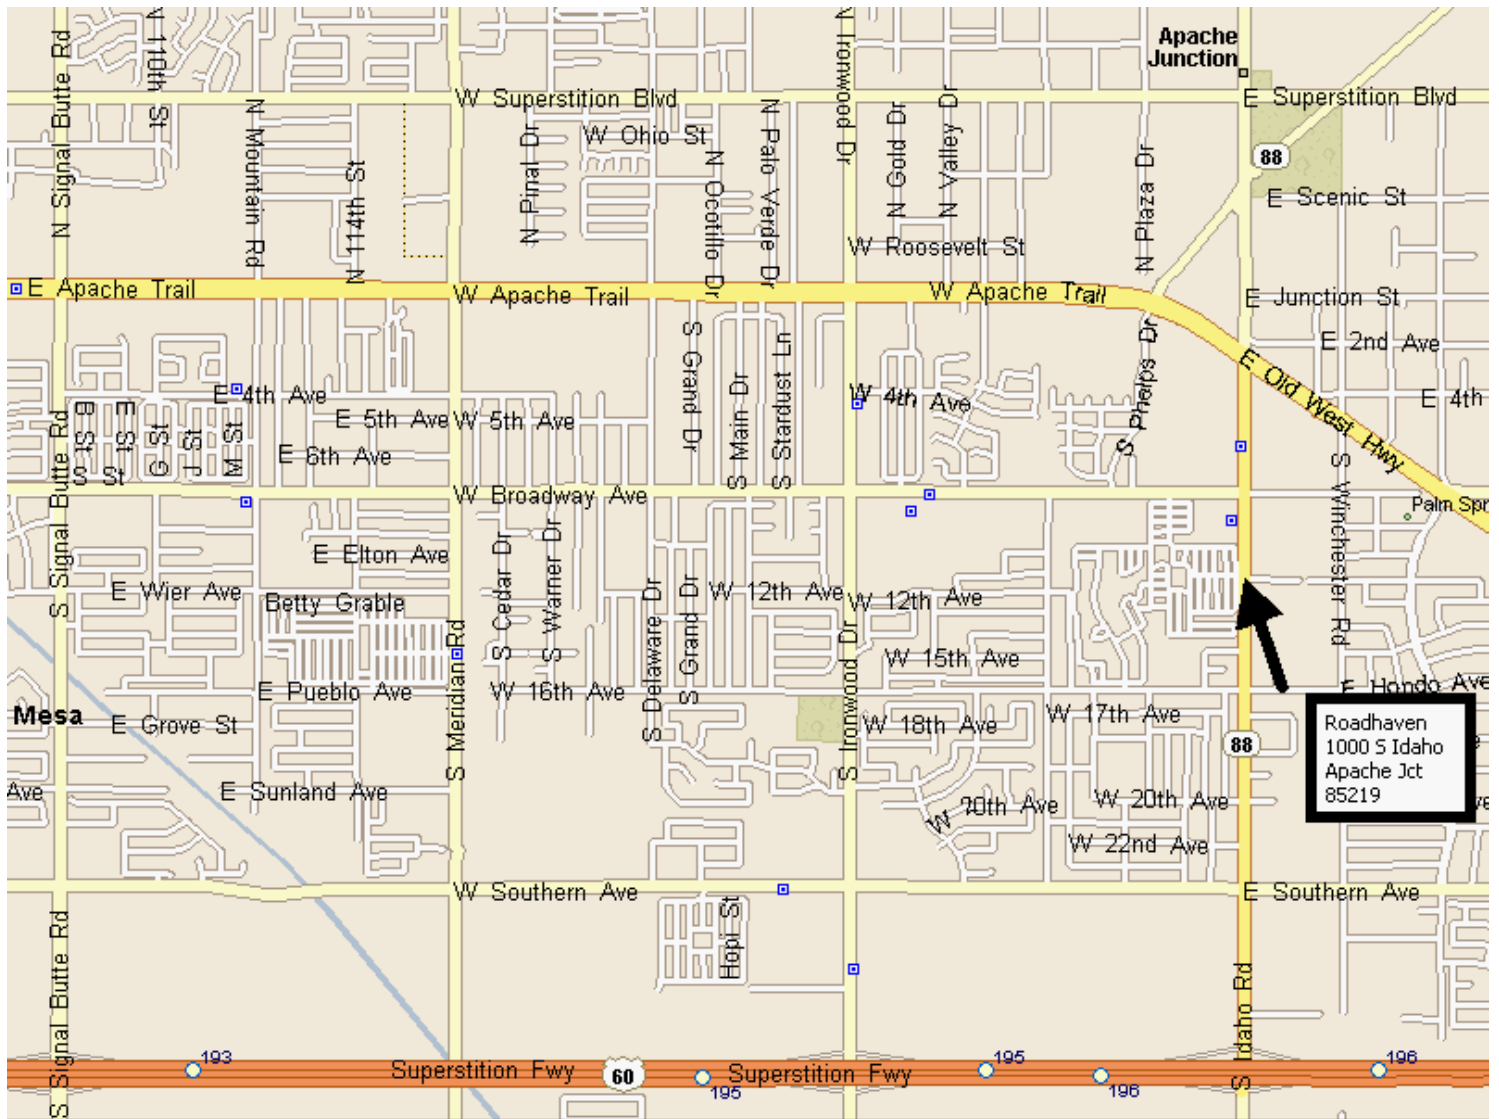 N Signal Butte Rd
N 110th St
N Mountain Rd
N 114th St
W Superstition Blvd
N Pinal Dr
W Ohio St
N Ocotillo Dr
N Palo Verde Dr
N Ironwood Dr
N Gold Dr
N Valley Dr
N Plaza Dr
Apache
Junction
E Superstition Blvd
88
E Scenic St
W Roosevelt St
E Apache Trail
W Apache Trail
W Apache Trail
E Junction St
E 2nd Ave
E Old West Hwy
E 4th
S Phelps Dr
S Grand Dr
S Main Dr
S Stardust Ln
W 4th Ave
E 4th Ave
E 5th Ave
W 5th Ave
E 6th Ave
S Signal Butte Rd
B St
E St
G St
J St
M St
S St
W Broadway Ave
S Winchester Rd
Palm Spr
E Elton Ave
S Cedar Dr
S Warner Dr
E Wier Ave
Betty Grable
S Delaware Dr
S Grand Dr
W 12th Ave
W 12th Ave
S Meridian Rd
S Ironwood Dr
W 15th Ave
E Pueblo Ave
W 16th Ave
E Hondo Ave
Mesa
E Grove St
W 18th Ave
W 17th Ave
88
Roadhaven
1000 S Idaho
Apache Jct
85219
Ave
E Sunland Ave
W 20th Ave
W 20th Ave
W 22nd Ave
W Southern Ave
E Southern Ave
Hopi St
S Signal Butte Rd
S Idaho Rd
193
Superstition Fwy
60
195
Superstition Fwy
195
196
196